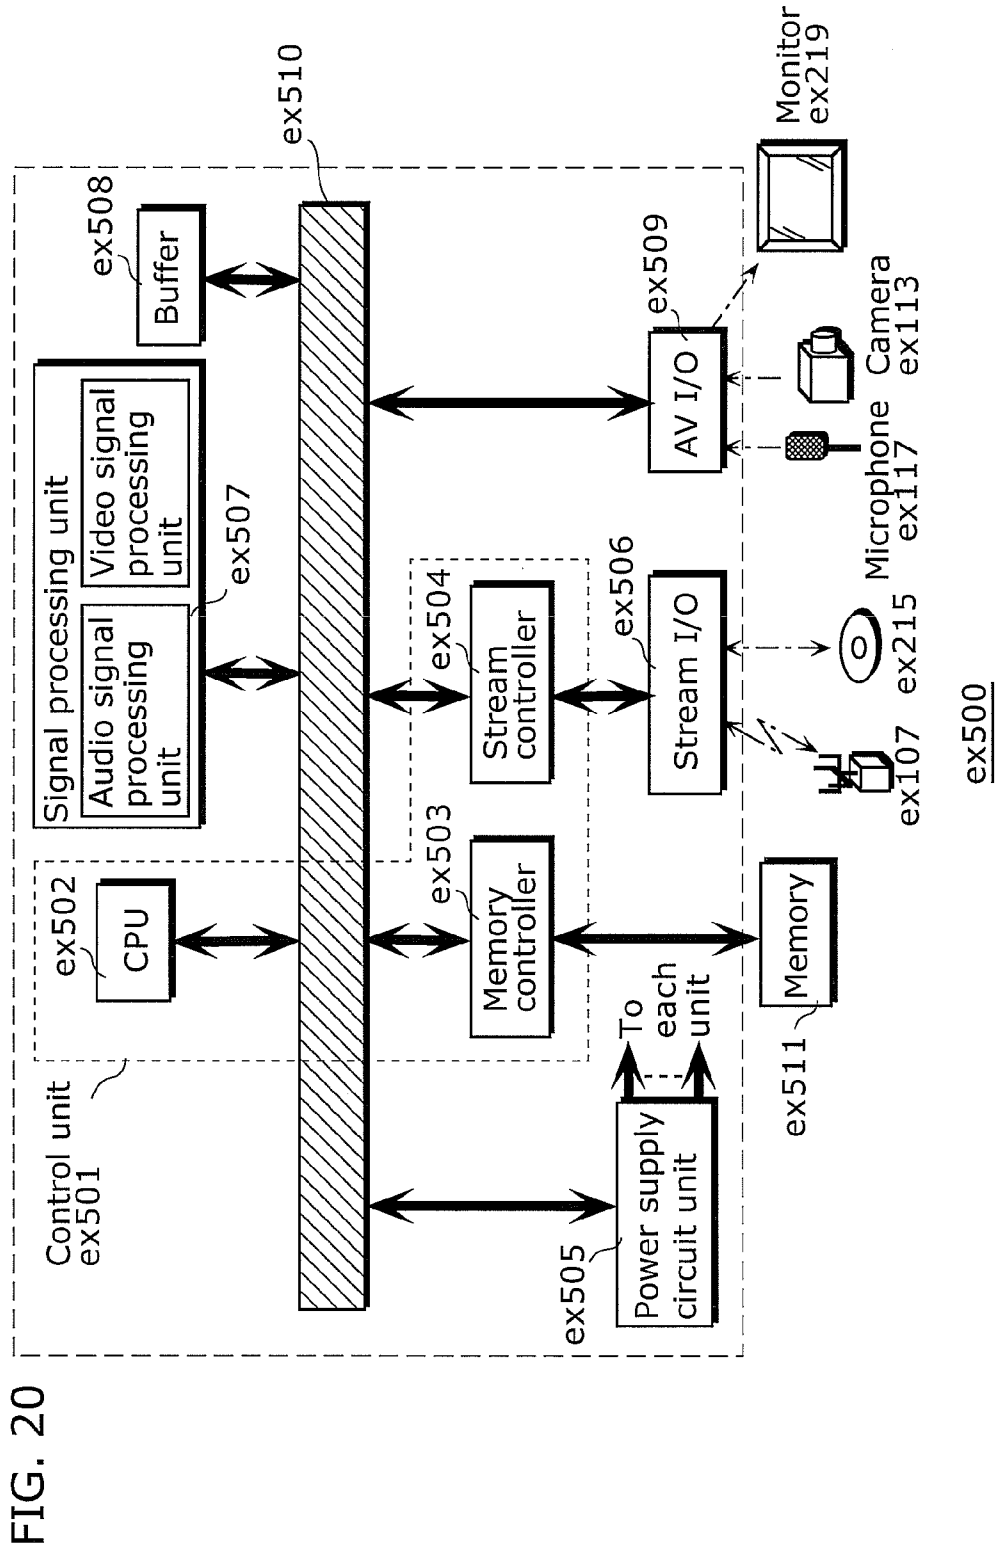 FIG. 20
Control unit
ex501
ex502
CPU
Signal processing unit
Audio signal
processing
unit
Video signal
processing
unit
ex507
ex508
Buffer
ex510
ex503
Memory
controller
ex504
Stream
controller
ex505
Power supply
circuit unit
To
each
unit
ex506
Stream I/O
ex509
AV I/O
ex511
Memory
ex107
ex215
Microphone
ex117
Camera
ex113
Monitor
ex219
ex500